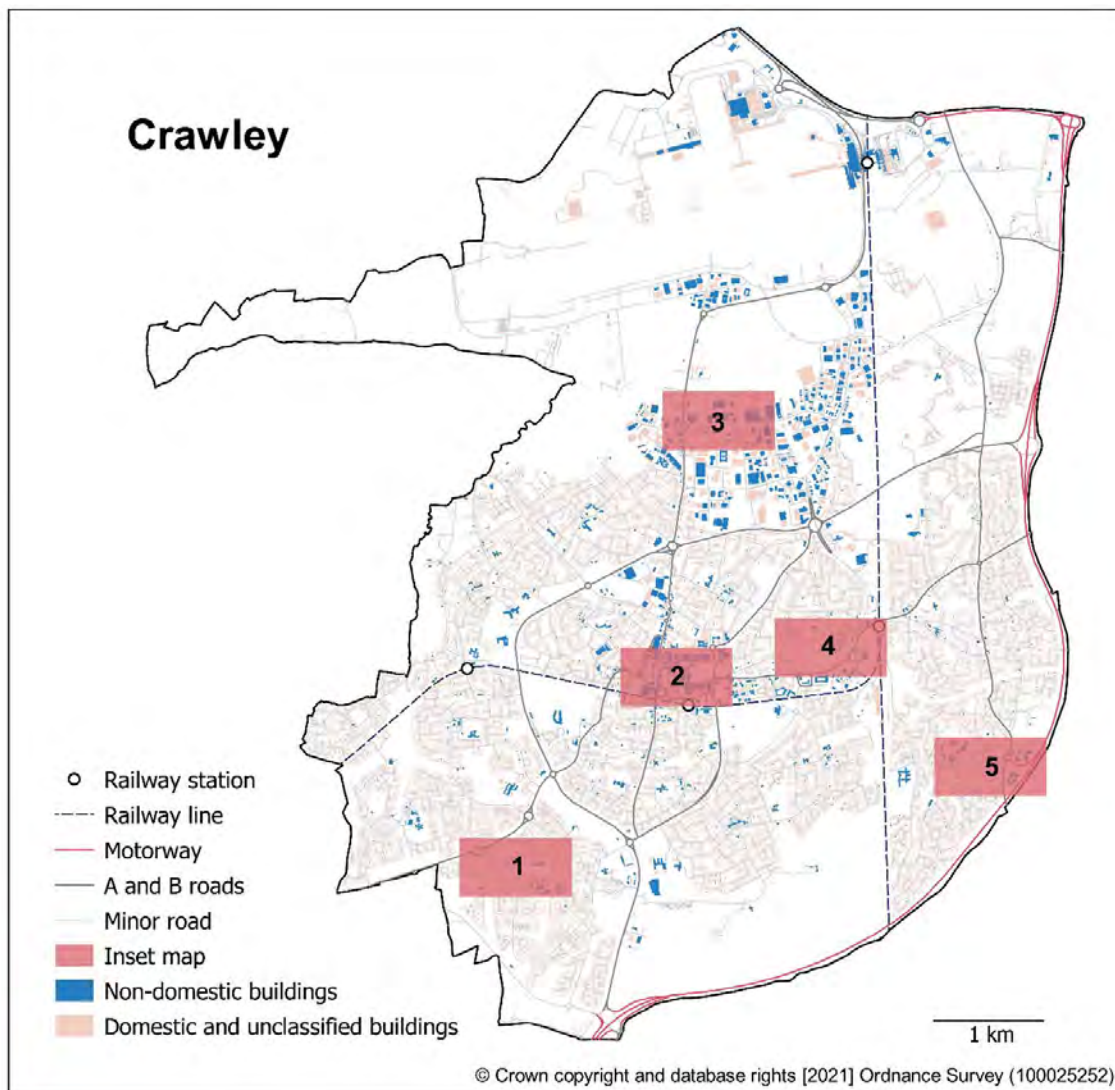 Crawley
3
4
2
5
1
Railway station
Railway line
Motorway
A and B roads
Minor road
Inset map
Non-domestic buildings
Domestic and unclassified buildings
1 km
© Crown copyright and database rights [2021] Ordnance Survey (100025252)